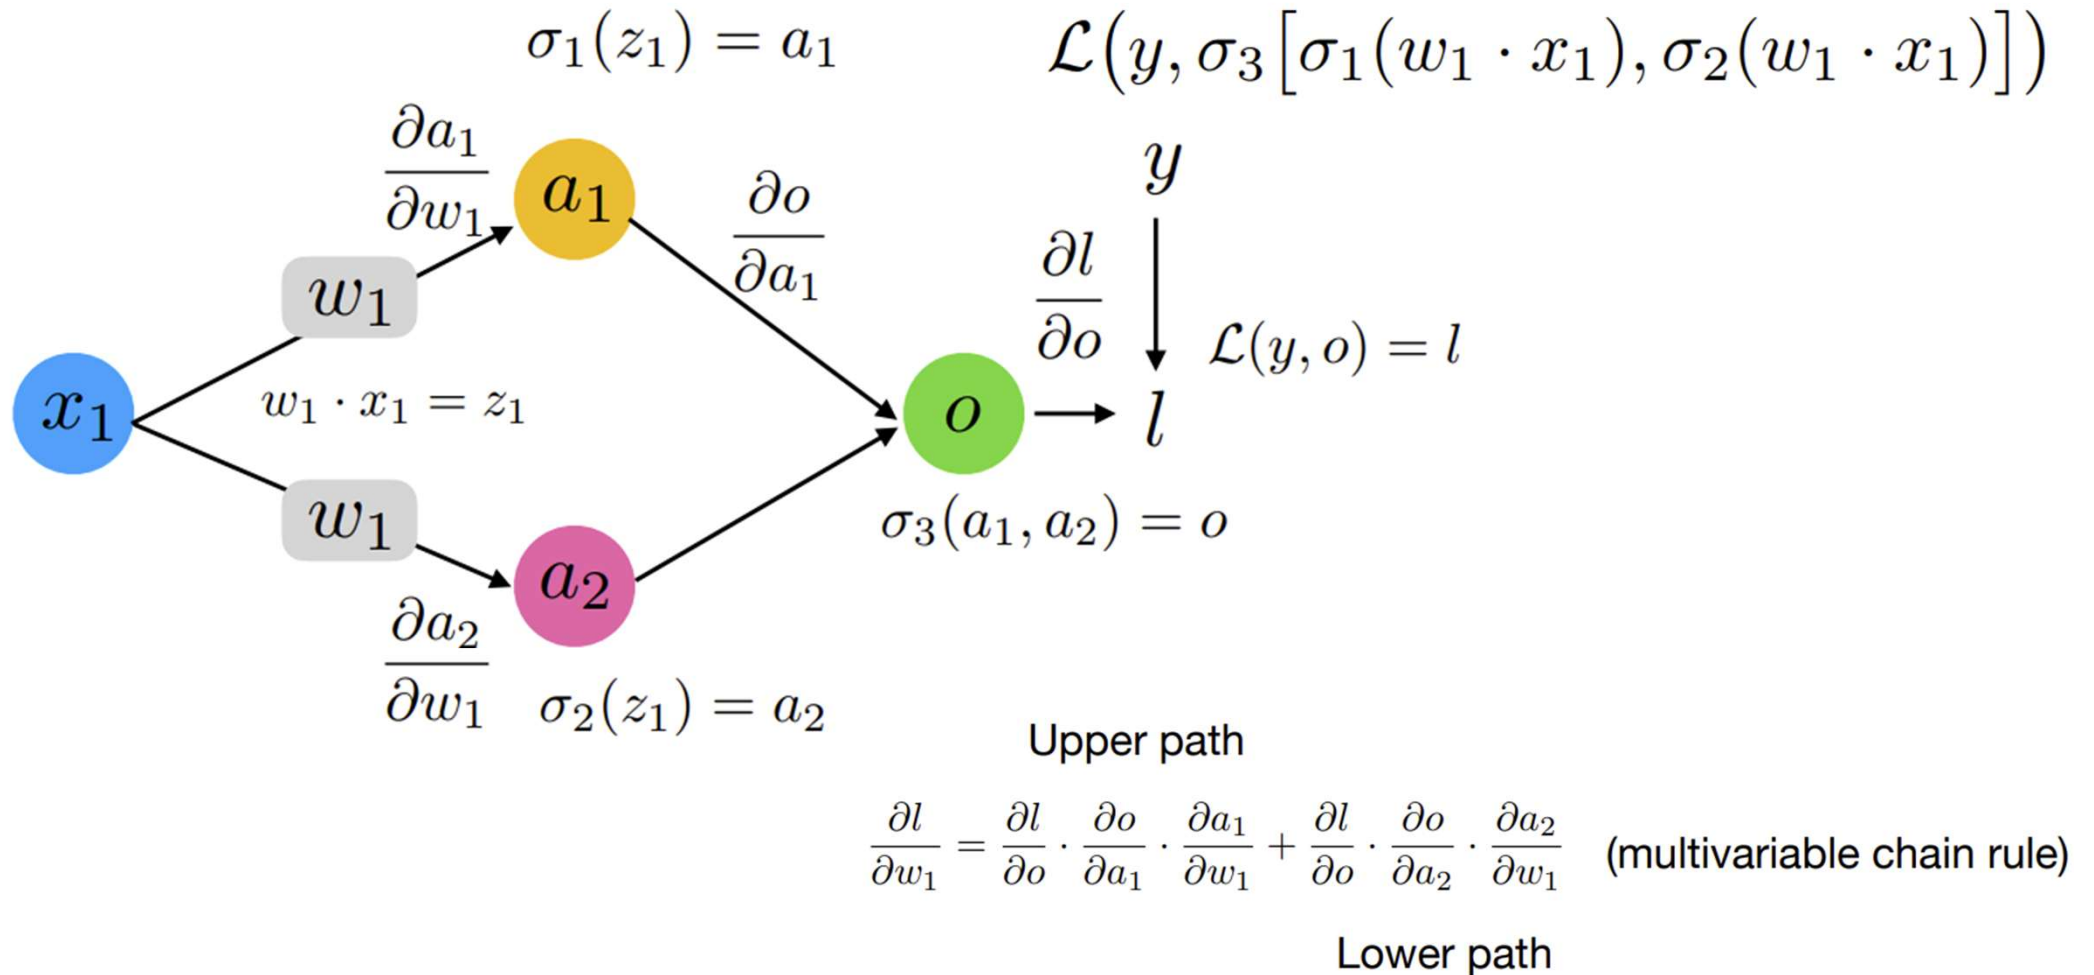 σ₁(z₁) = a₁
ℒ(y, σ₃[σ₁(w₁ · x₁), σ₂(w₁ · x₁)])
∂a₁/∂w₁
a₁
∂o/∂a₁
y
w₁
∂l/∂o
ℒ(y, o) = l
x₁
w₁ · x₁ = z₁
o
l
w₁
σ₃(a₁, a₂) = o
a₂
∂a₂/∂w₁
σ₂(z₁) = a₂
Upper path
∂l/∂w₁ = ∂l/∂o · ∂o/∂a₁ · ∂a₁/∂w₁ + ∂l/∂o · ∂o/∂a₂ · ∂a₂/∂w₁ (multivariable chain rule)
Lower path